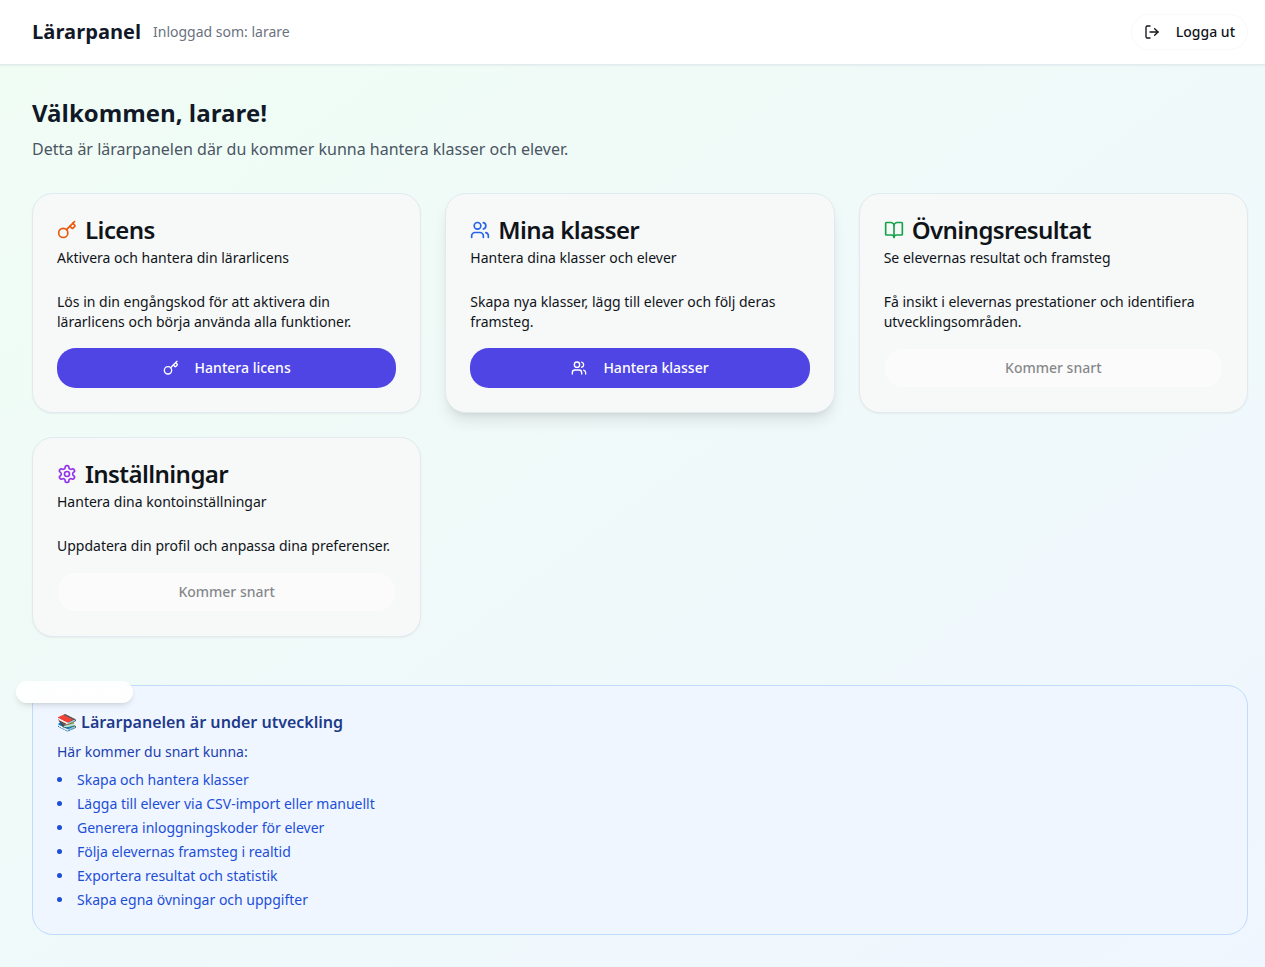 Lärarpanel
Inloggad som: larare
Logga ut
Välkommen, larare!
Detta är lärarpanelen där du kommer kunna hantera klasser och elever.
Licens
Aktivera och hantera din lärarlicens
Lös in din engångskod för att aktivera din
lärarlicens och börja använda alla funktioner.
Hantera licens
Mina klasser
Hantera dina klasser och elever
Skapa nya klasser, lägg till elever och följ deras
framsteg.
Hantera klasser
Övningsresultat
Se elevernas resultat och framsteg
Få insikt i elevernas prestationer och identifiera
utvecklingsområden.
Kommer snart
Inställningar
Hantera dina kontoinställningar
Uppdatera din profil och anpassa dina preferenser.
Kommer snart
📚 Lärarpanelen är under utveckling
Här kommer du snart kunna:
• Skapa och hantera klasser
• Lägga till elever via CSV-import eller manuellt
• Generera inloggningskoder för elever
• Följa elevernas framsteg i realtid
• Exportera resultat och statistik
• Skapa egna övningar och uppgifter